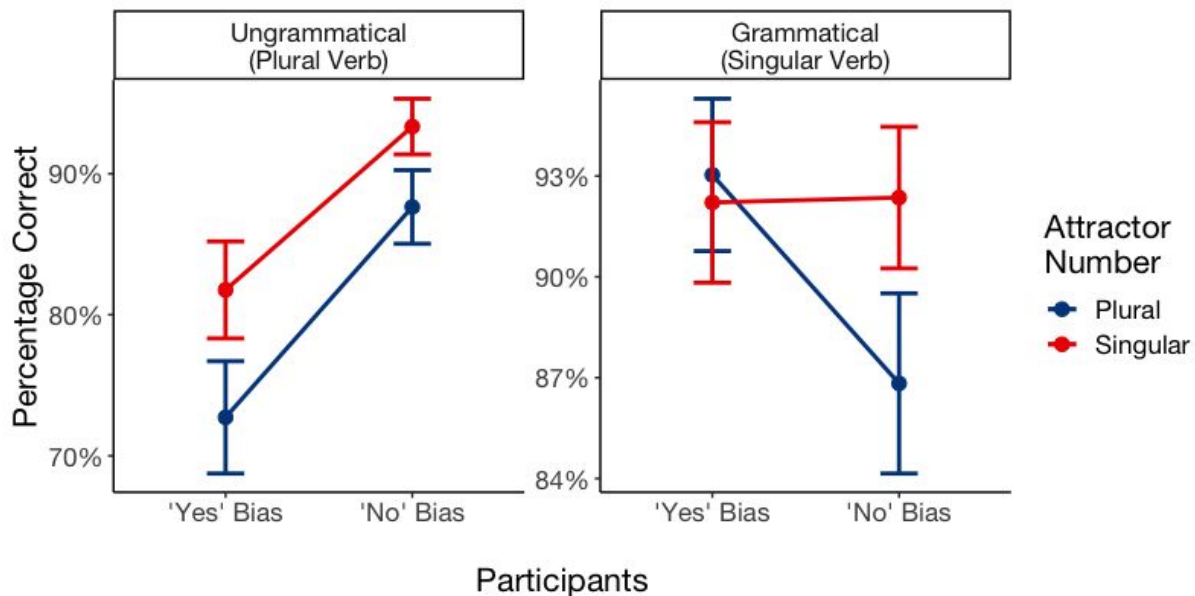 Ungrammatical
(Plural Verb)
Grammatical
(Singular Verb)
Percentage Correct
90%
80%
70%
93%
90%
87%
84%
'Yes' Bias
'No' Bias
'Yes' Bias
'No' Bias
Participants
Attractor
Number
Plural
Singular